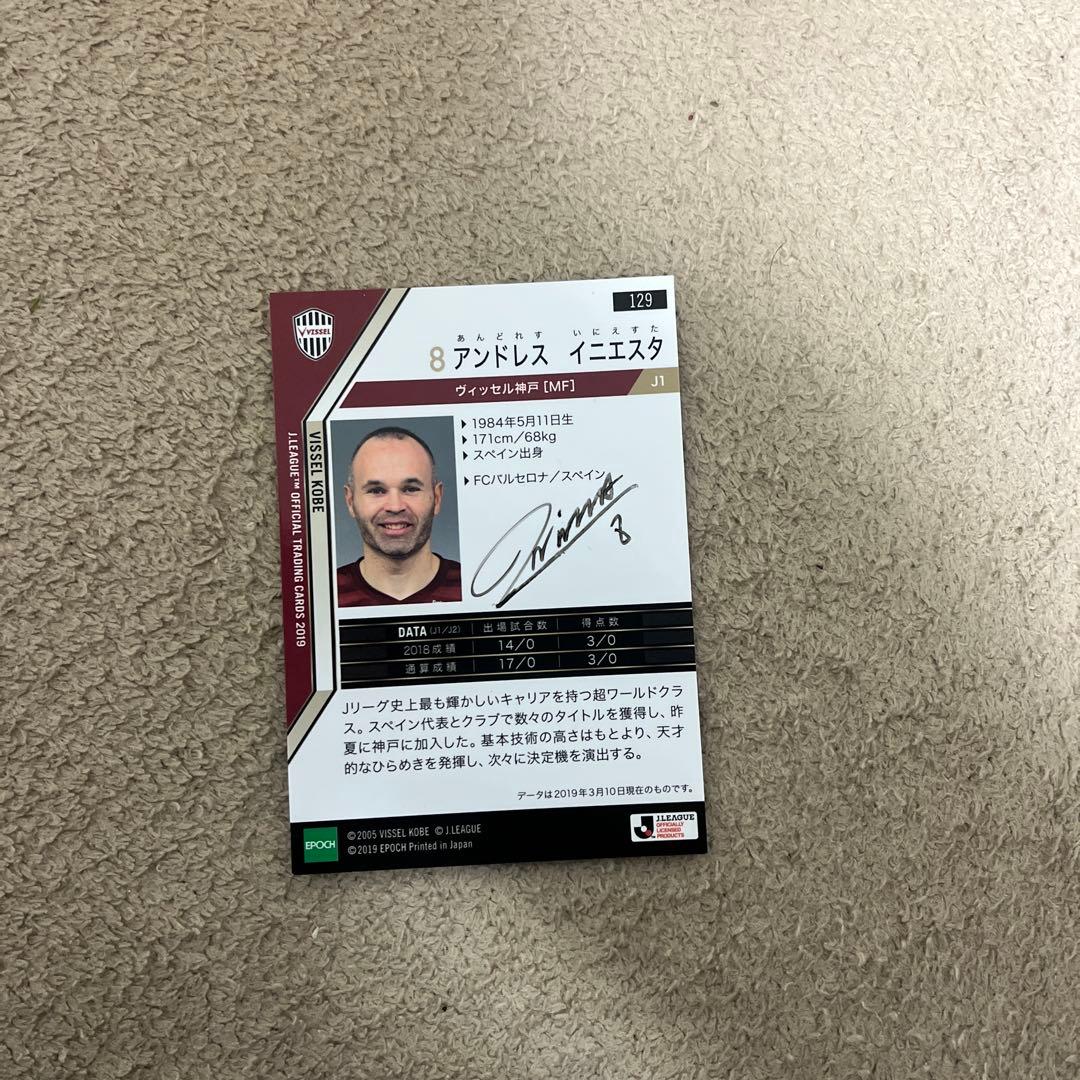 129
あんどれす いにえすた
8 アンドレス イニエスタ
ヴィッセル神戸 [MF]
J1
VISSEL
VISSEL KOBE
J.LEAGUE™ OFFICIAL TRADING CARDS 2019
1984年5月11日生
171cm/68kg
スペイン出身
FCバルセロナ/スペイン
8
DATA (J1/J2) 出場試合数 得点数
2018成績 14/0 3/0
通算成績 17/0 3/0
Jリーグ史上最も輝かしいキャリアを持つ超ワールドクラ
ス。スペイン代表とクラブで数々のタイトルを獲得し、昨
夏に神戸に加入した。基本技術の高さはもとより、天才
的なひらめきを発揮し、次々に決定機を演出する。
データは2019年3月10日現在のものです。
EPOCH
©2005 VISSEL KOBE ©J.LEAGUE
©2019 EPOCH Printed in Japan
J.LEAGUE
OFFICIALLY
LICENSED
PRODUCTS